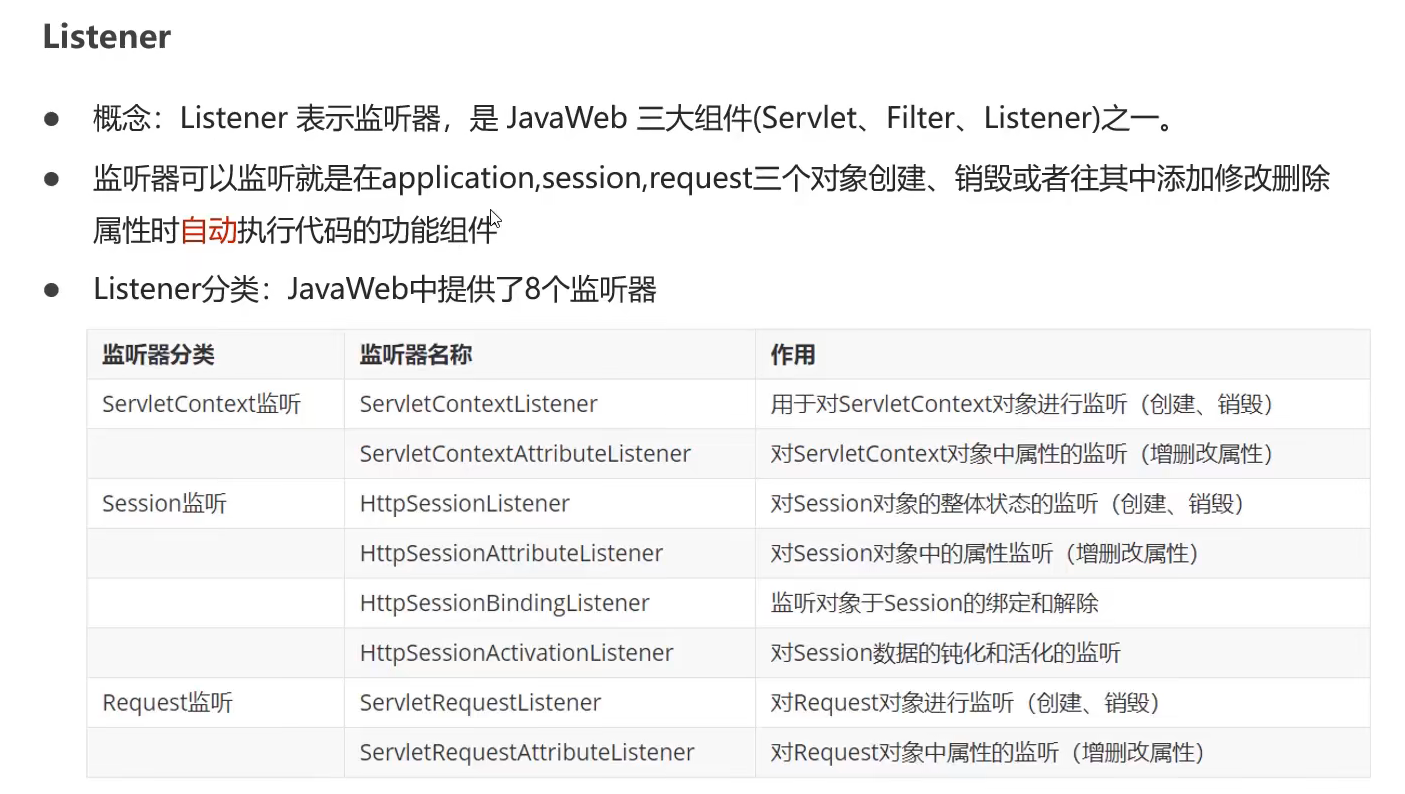 Listener
● 概念：Listener 表示监听器，是 JavaWeb 三大组件(Servlet、Filter、Listener)之一。
● 监听器可以监听就是在application,session,request三个对象创建、销毁或者往其中添加修改删除
属性时自动执行代码的功能组件
● Listener分类：JavaWeb中提供了8个监听器
监听器分类 监听器名称 作用
ServletContext监听 ServletContextListener 用于对ServletContext对象进行监听（创建、销毁）
ServletContextAttributeListener 对ServletContext对象中属性的监听（增删改属性）
Session监听 HttpSessionListener 对Session对象的整体状态的监听（创建、销毁）
HttpSessionAttributeListener 对Session对象中的属性监听（增删改属性）
HttpSessionBindingListener 监听对象于Session的绑定和解除
HttpSessionActivationListener 对Session数据的钝化和活化的监听
Request监听 ServletRequestListener 对Request对象进行监听（创建、销毁）
ServletRequestAttributeListener 对Request对象中属性的监听（增删改属性）